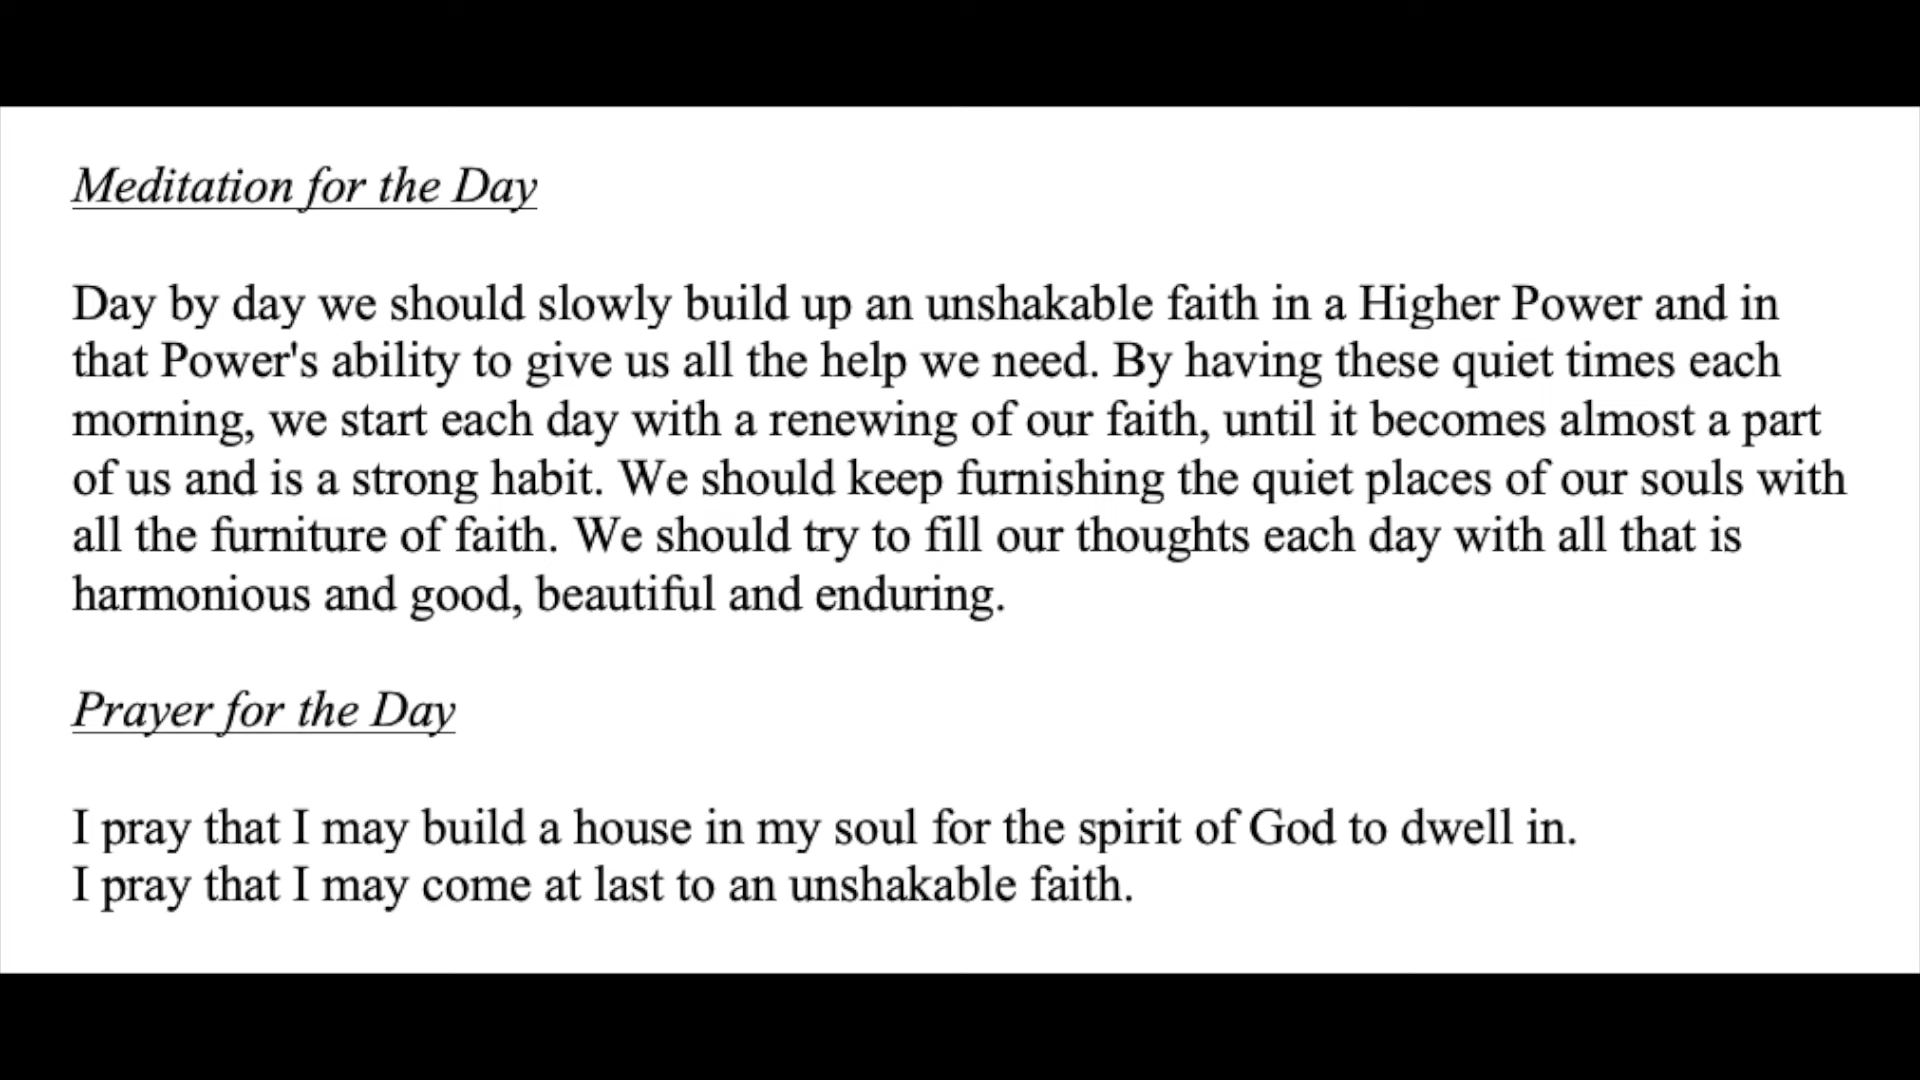 Meditation for the Day
Day by day we should slowly build up an unshakable faith in a Higher Power and in
that Power's ability to give us all the help we need. By having these quiet times each
morning, we start each day with a renewing of our faith, until it becomes almost a part
of us and is a strong habit. We should keep furnishing the quiet places of our souls with
all the furniture of faith. We should try to fill our thoughts each day with all that is
harmonious and good, beautiful and enduring.
Prayer for the Day
I pray that I may build a house in my soul for the spirit of God to dwell in.
I pray that I may come at last to an unshakable faith.